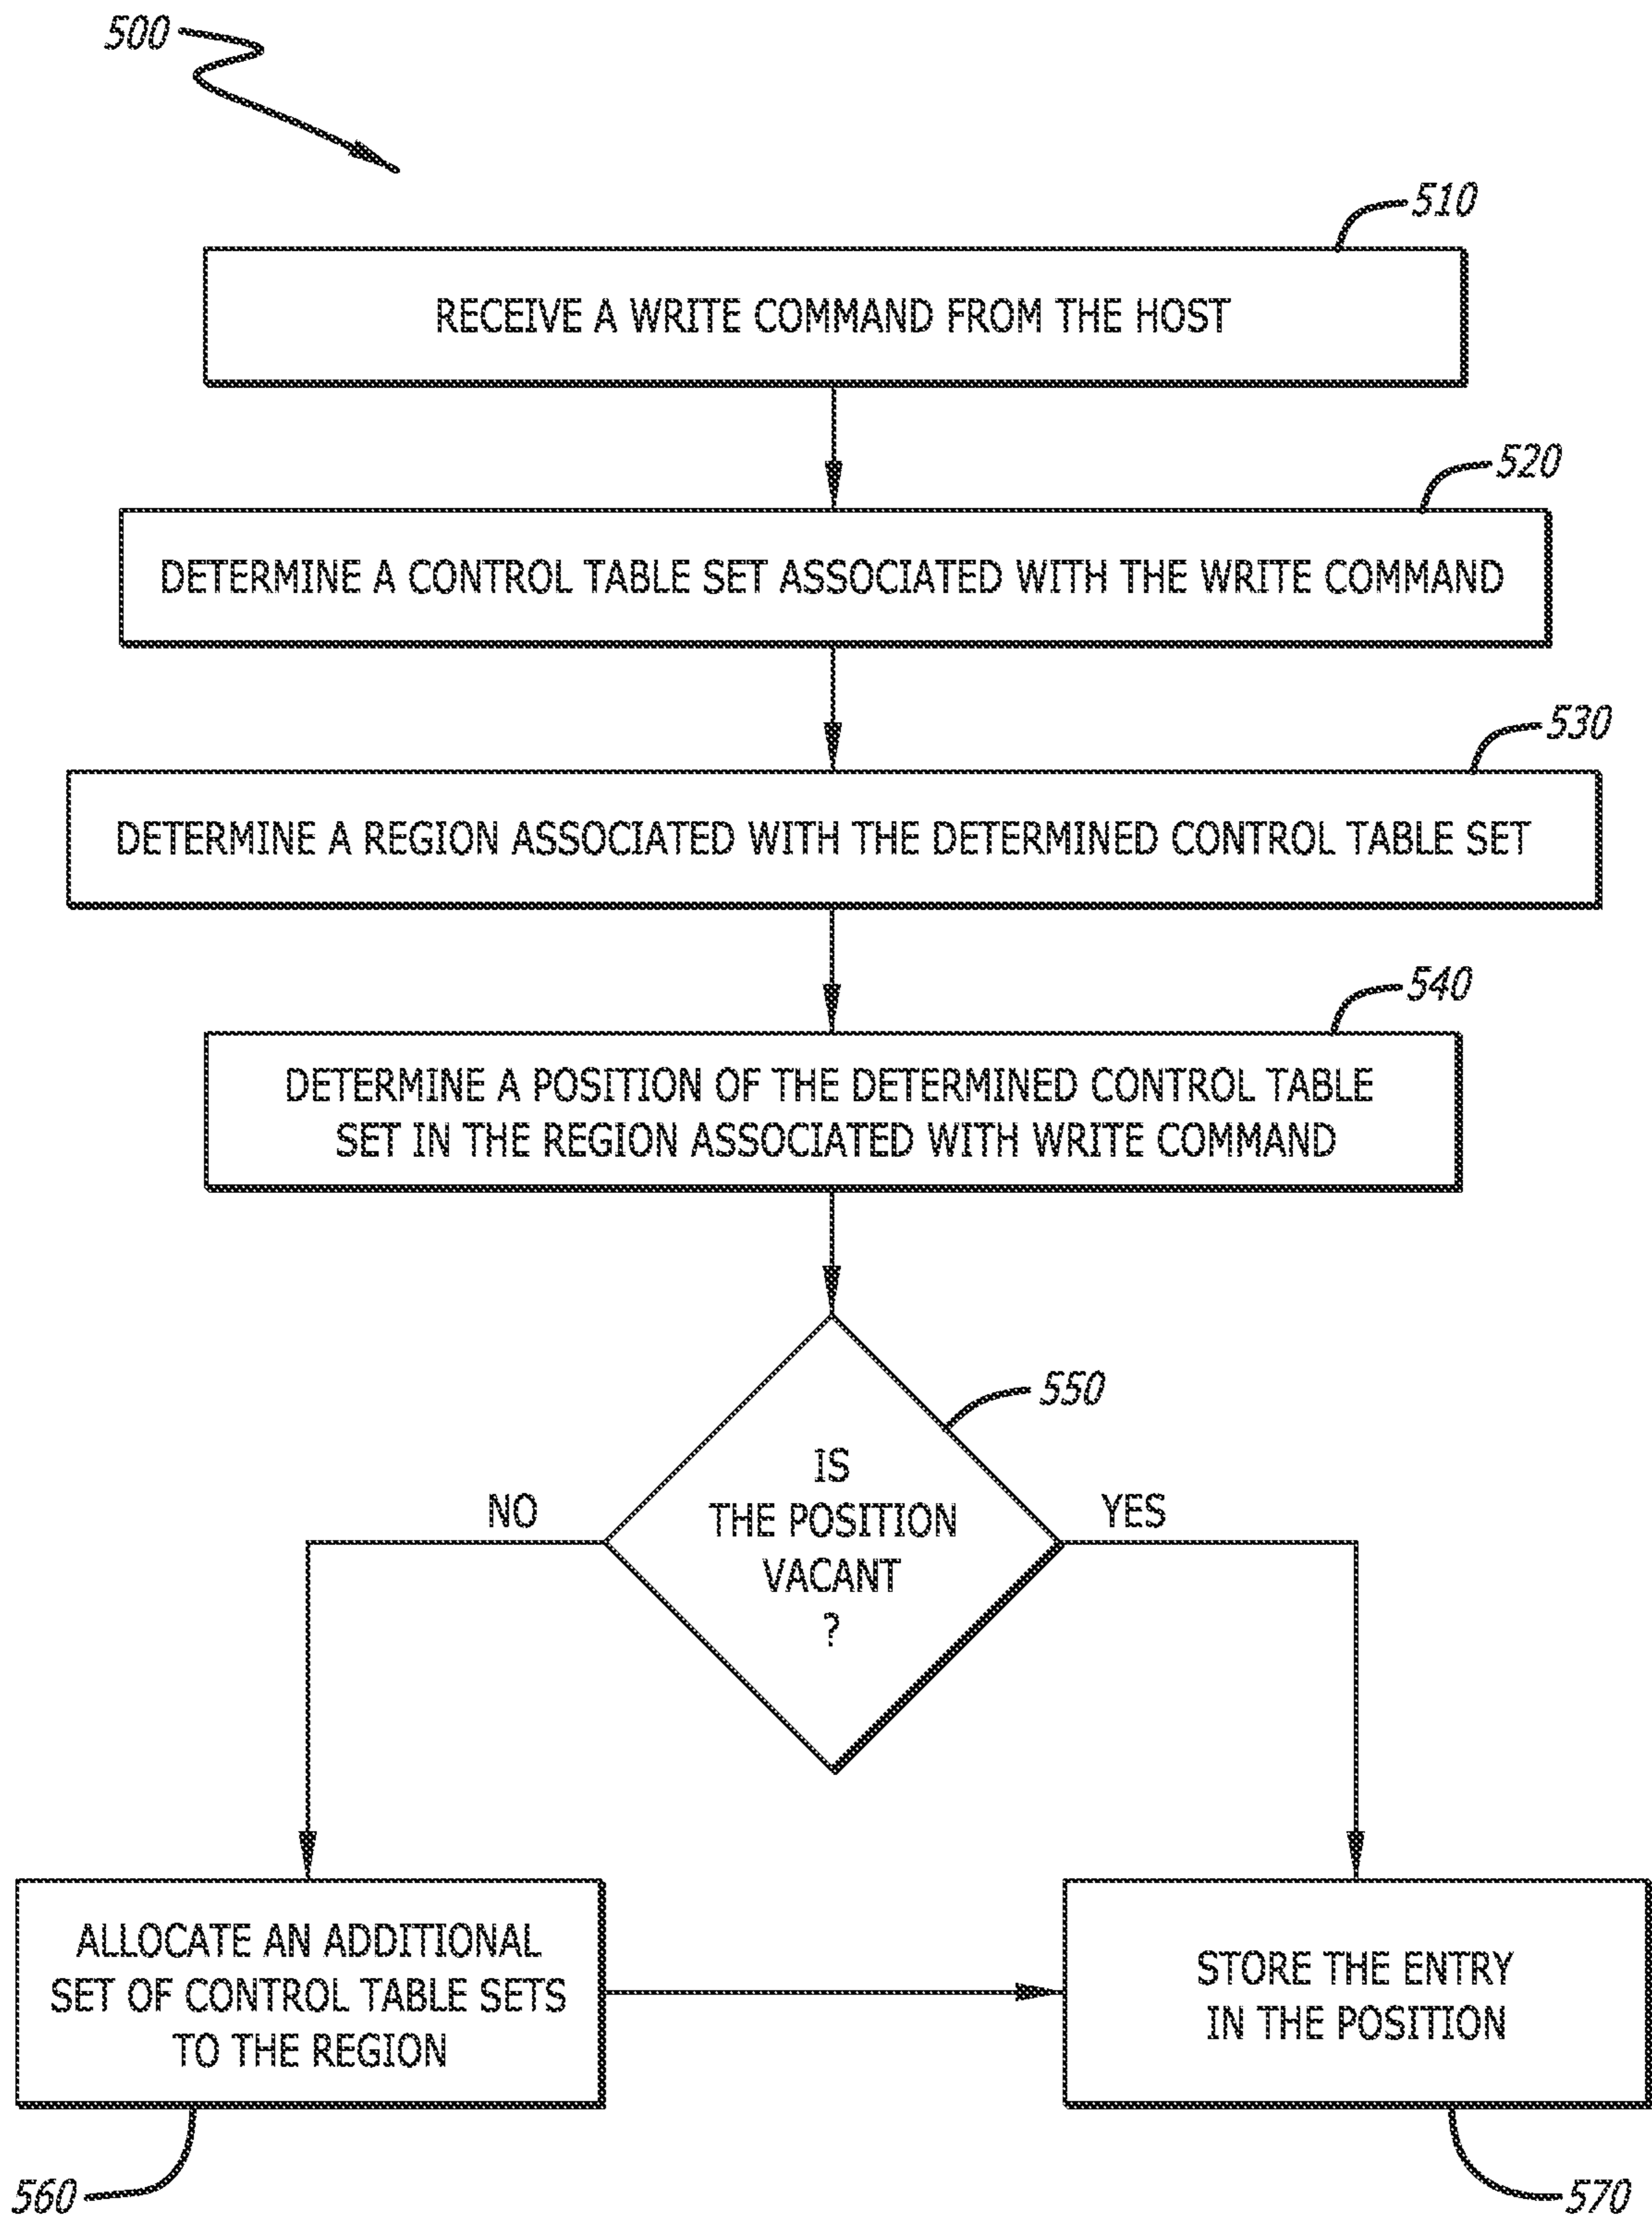 500
510
RECEIVE A WRITE COMMAND FROM THE HOST
520
DETERMINE A CONTROL TABLE SET ASSOCIATED WITH THE WRITE COMMAND
530
DETERMINE A REGION ASSOCIATED WITH THE DETERMINED CONTROL TABLE SET
540
DETERMINE A POSITION OF THE DETERMINED CONTROL TABLE
SET IN THE REGION ASSOCIATED WITH WRITE COMMAND
550
IS
THE POSITION
VACANT
?
NO
YES
ALLOCATE AN ADDITIONAL
SET OF CONTROL TABLE SETS
TO THE REGION
STORE THE ENTRY
IN THE POSITION
560
570